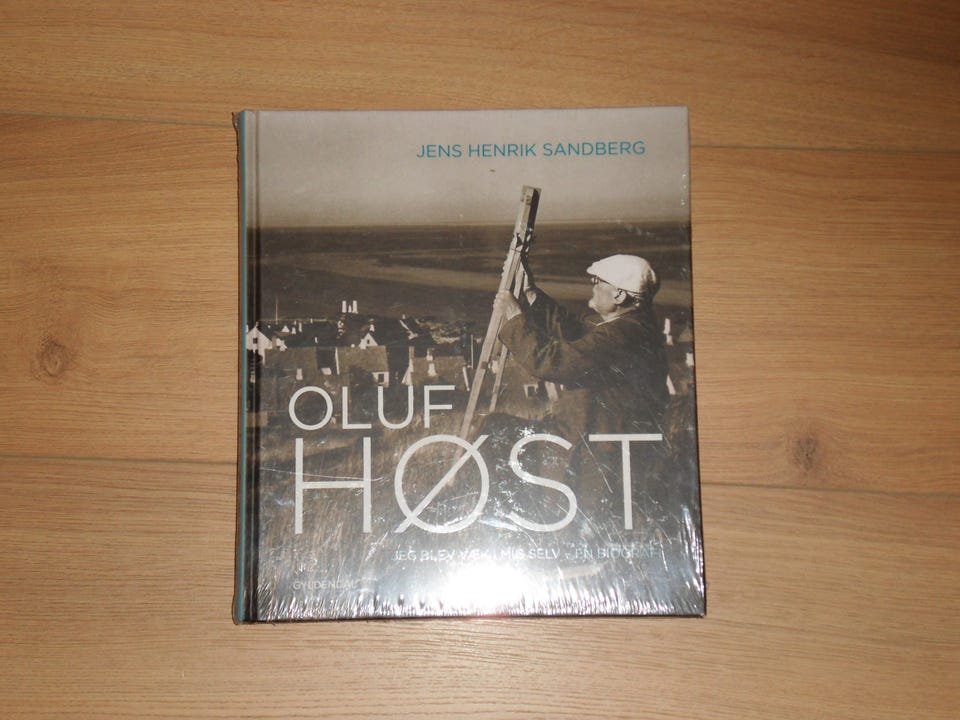 JENS HENRIK SANDBERG
OLUF
HØST
JEG BLEV VÆK I MIG SELV - EN BIOGRAFI
GYLDENDAL